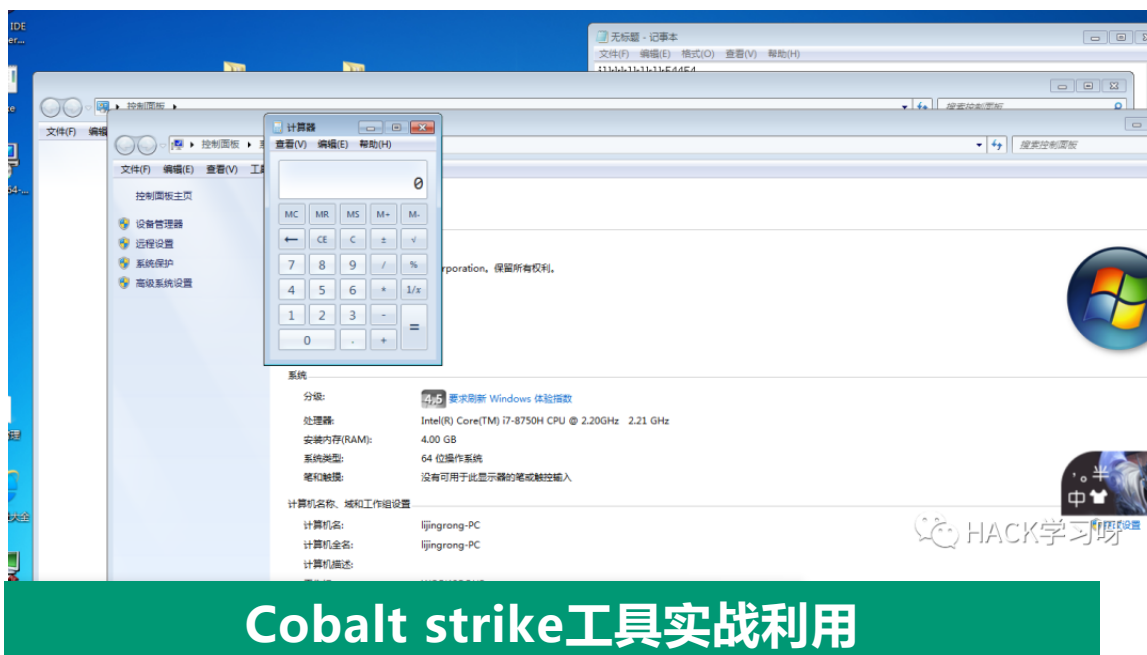 IDE
er...
无标题 - 记事本
文件(F) 编辑(E) 格式(O) 查看(V) 帮助(H)
控制面板
搜索控制面板
文件(F) 编辑
计算器
查看(V) 编辑(E) 帮助(H)
控制面板
搜索控制面板
文件(F) 编辑(E) 查看(V) 工具
0
控制面板主页
MC MR MS M+ M-
设备管理器
← CE C ± √
远程设置
7 8 9 / %
系统保护
rporation。保留所有权利。
高级系统设置
4 5 6 * 1/x
1 2 3 - =
0 . +
系统
分级:
4.5 要求刷新 Windows 体验指数
处理器:
Intel(R) Core(TM) i7-8750H CPU @ 2.20GHz 2.21 GHz
安装内存(RAM):
4.00 GB
系统类型:
64 位操作系统
笔和触摸:
没有可用于此显示器的笔或触控输入
半
中
计算机名称、域和工作组设置
计算机名:
lijingrong-PC
计算机全名:
lijingrong-PC
计算机描述:
HACK学习呀
Cobalt strike工具实战利用